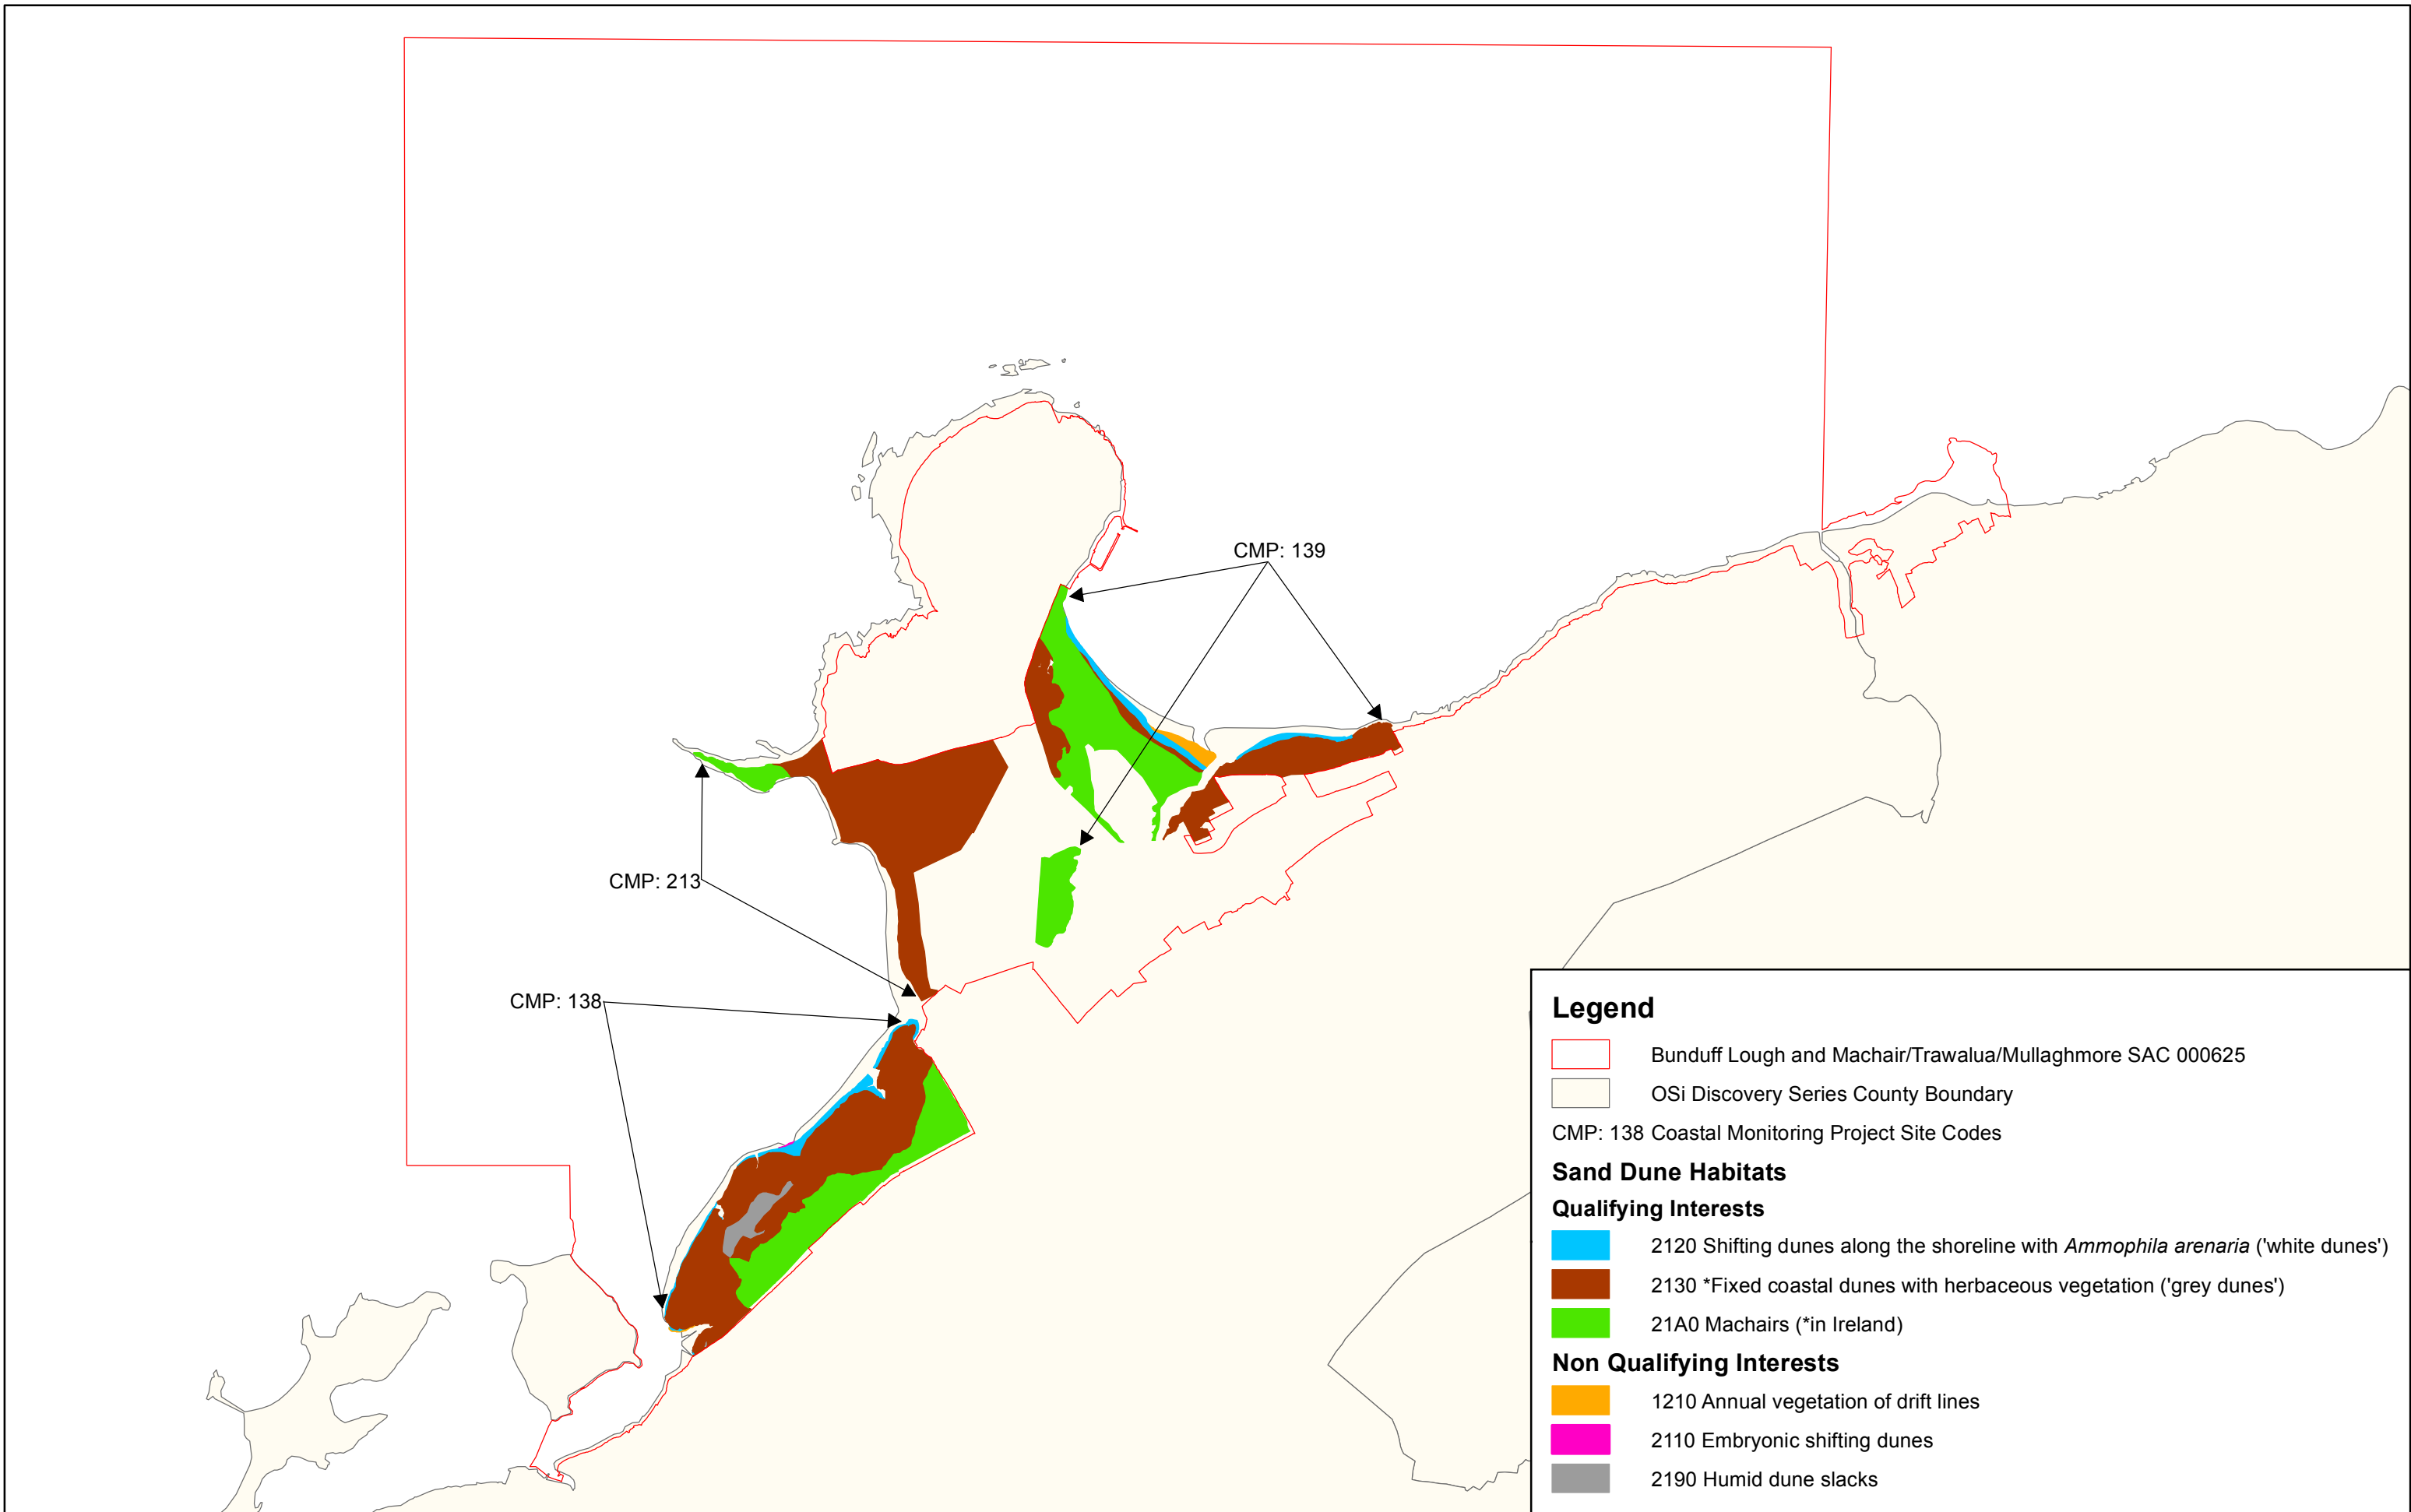 CMP: 139
CMP: 213
CMP: 138
Legend
Bunduff Lough and Machair/Trawalua/Mullaghmore SAC 000625
OSi Discovery Series County Boundary
CMP: 138 Coastal Monitoring Project Site Codes
Sand Dune Habitats
Qualifying Interests
2120 Shifting dunes along the shoreline with Ammophila arenaria ('white dunes')
2130 *Fixed coastal dunes with herbaceous vegetation ('grey dunes')
21A0 Machairs (*in Ireland)
Non Qualifying Interests
1210 Annual vegetation of drift lines
2110 Embryonic shifting dunes
2190 Humid dune slacks